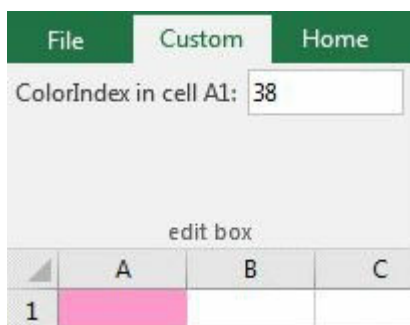 File Custom Home
ColorIndex in cell A1: 38
edit box
A B C
1